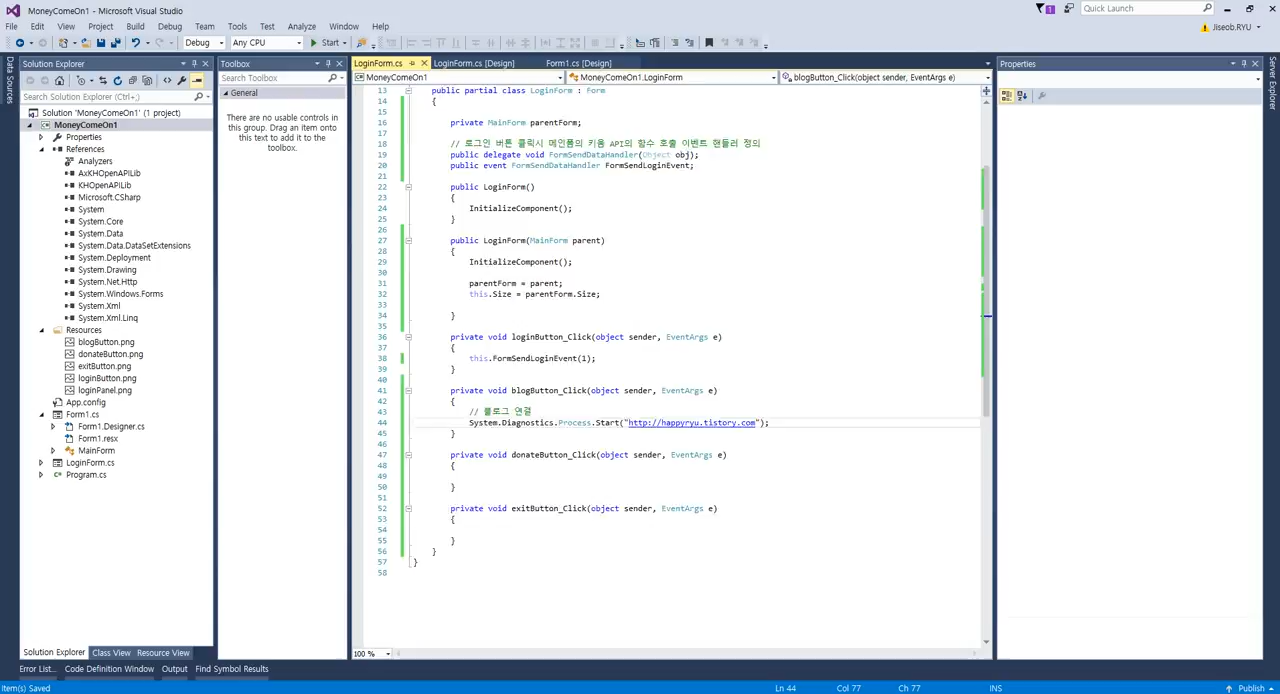 MoneyComeOn1 - Microsoft Visual Studio
1
Quick Launch
File Edit View Project Build Debug Team Tools Test Analyze Window Help
Jiseob.RYU
Debug Any CPU Start
Data Sources
Solution Explorer
Search Solution Explorer (Ctrl+;)
Solution 'MoneyComeOn1' (1 project)
MoneyComeOn1
Properties
References
Analyzers
AxKHOpenAPILib
KHOpenAPILib
Microsoft.CSharp
System
System.Core
System.Data
System.Data.DataSetExtensions
System.Deployment
System.Drawing
System.Net.Http
System.Windows.Forms
System.Xml
System.Xml.Linq
Resources
blogButton.png
donateButton.png
exitButton.png
loginButton.png
loginPanel.png
App.config
Form1.cs
Form1.Designer.cs
Form1.resx
MainForm
LoginForm.cs
Program.cs
Solution Explorer Class View Resource View
Toolbox
Search Toolbox
General
There are no usable controls in
this group. Drag an item onto
this text to add it to the
toolbox.
LoginForm.cs LoginForm.cs [Design] Form1.cs [Design]
MoneyComeOn1 MoneyComeOn1.LoginForm blogButton_Click(object sender, EventArgs e)
13 public partial class LoginForm : Form
14 {
15
16 private MainForm parentForm;
17
18 // 로그인 버튼 클릭시 메인폼의 키움 API의 함수 호출 이벤트 핸들러 정의
19 public delegate void FormSendDataHandler(Object obj);
20 public event FormSendDataHandler FormSendLoginEvent;
21
22 public LoginForm()
23 {
24 InitializeComponent();
25 }
26
27 public LoginForm(MainForm parent)
28 {
29 InitializeComponent();
30
31 parentForm = parent;
32 this.Size = parentForm.Size;
33
34 }
35
36 private void loginButton_Click(object sender, EventArgs e)
37 {
38 this.FormSendLoginEvent(1);
39 }
40
41 private void blogButton_Click(object sender, EventArgs e)
42 {
43 // 블로그 연결
44 System.Diagnostics.Process.Start("http://happyryu.tistory.com");
45 }
46
47 private void donateButton_Click(object sender, EventArgs e)
48 {
49
50 }
51
52 private void exitButton_Click(object sender, EventArgs e)
53 {
54
55 }
56 }
57 }
58
100 %
Properties
Server Explorer
Error List... Code Definition Window Output Find Symbol Results
Item(s) Saved Ln 44 Col 77 Ch 77 INS Publish